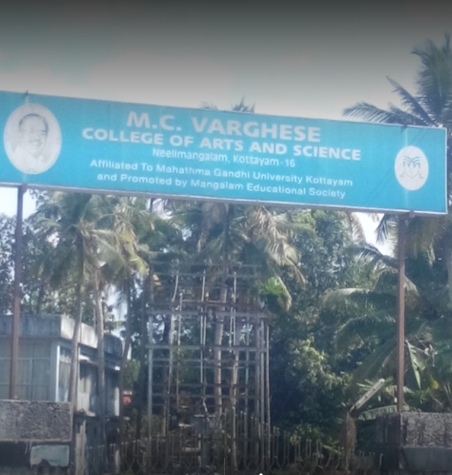 M.C. VARGHESE
COLLEGE OF ARTS AND SCIENCE
Neelimangalam, Kottayam-16
Affiliated To Mahathma Gandhi University Kottayam
and Promoted by Mangalam Educational Society